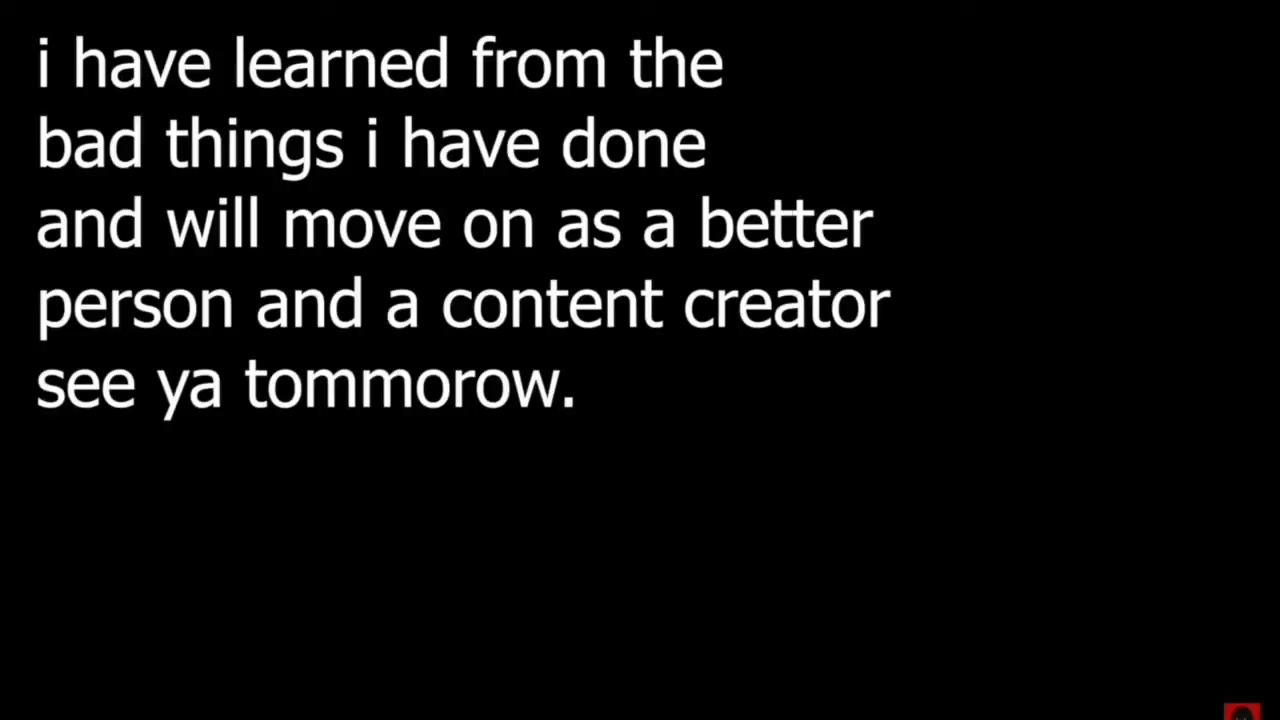 i have learned from the
bad things i have done
and will move on as a better
person and a content creator
see ya tommorow.